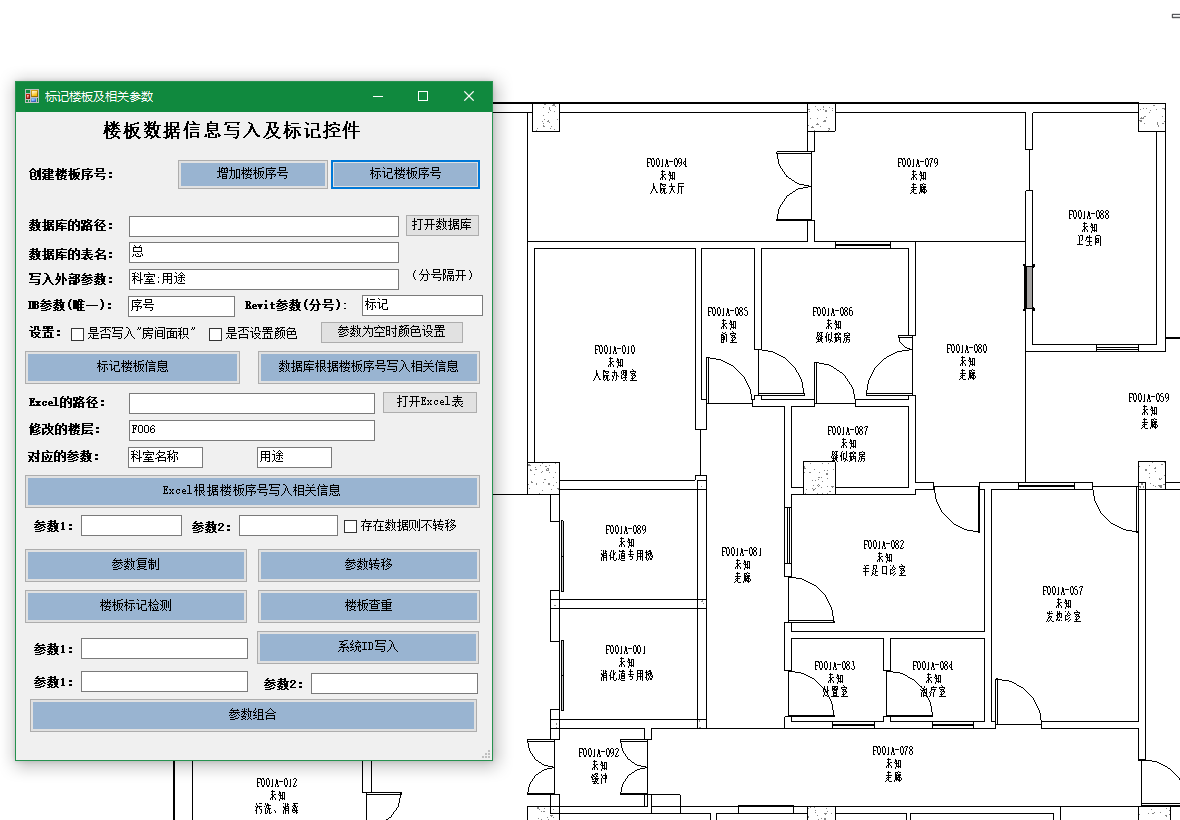 标记楼板及相关参数
楼板数据信息写入及标记控件
创建楼板序号： 增加楼板序号 标记楼板序号
数据库的路径： 打开数据库
数据库的表名： 总
写入外部参数： 科室;用途 （分号隔开）
DB参数(唯一)： 序号 Revit参数(分号)： 标记
设置： 是否写入"房间面积" 是否设置颜色 参数为空时颜色设置
标记楼板信息 数据库根据楼板序号写入相关信息
Excel的路径： 打开Excel表
修改的楼层： F006
对应的参数： 科室名称 用途
Excel根据楼板序号写入相关信息
参数1： 参数2： 存在数据则不转移
参数复制 参数转移
楼板标记检测 楼板查重
参数1： 系统ID写入
参数1： 参数2：
参数组合
F001A-094
未知
入院大厅
F001A-079
未知
走廊
F001A-088
未知
卫生间
F001A-085
未知
前室
F001A-086
未知
疑似病房
F001A-010
未知
入院办理室
F001A-080
未知
走廊
F001A-059
未知
走廊
F001A-087
未知
疑似病房
F001A-089
未知
消化道专用梯
F001A-081
未知
走廊
F001A-082
未知
手足口诊室
F001A-057
未知
发热诊室
F001A-001
未知
消化道专用梯
F001A-083
未知
处置室
F001A-084
未知
治疗室
F001A-092
未知
缓冲
F001A-078
未知
走廊
F001A-012
未知
污洗、消毒